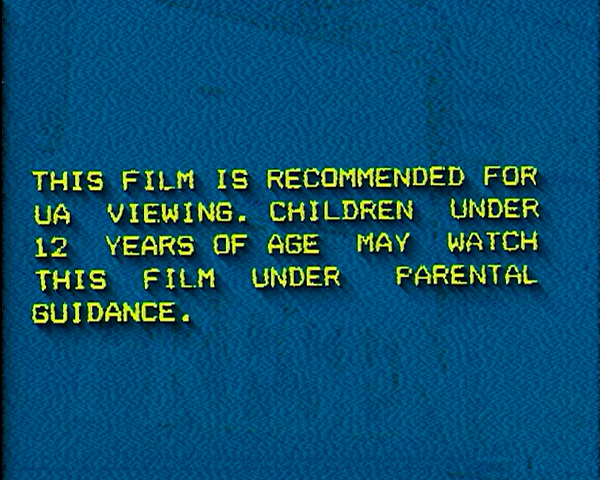 THIS FILM IS RECOMMENDED FOR
UA VIEWING. CHILDREN UNDER
12 YEARS OF AGE MAY WATCH
THIS FILM UNDER PARENTAL
GUIDANCE.